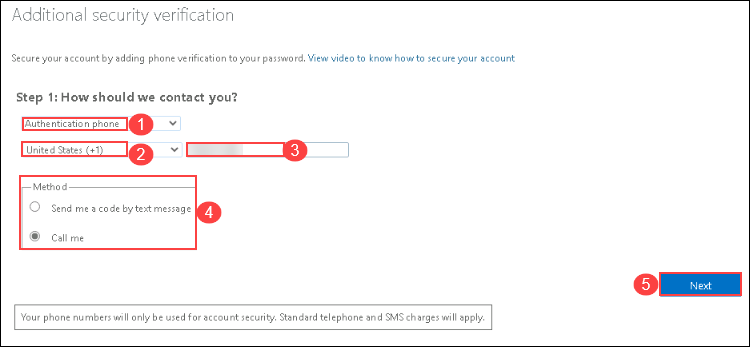 Additional security verification
Secure your account by adding phone verification to your password. View video to know how to secure your account
Step 1: How should we contact you?
Authentication phone 1
United States (+1) 2 3
Method
Send me a code by text message
4
Call me
5 Next
Your phone numbers will only be used for account security. Standard telephone and SMS charges will apply.